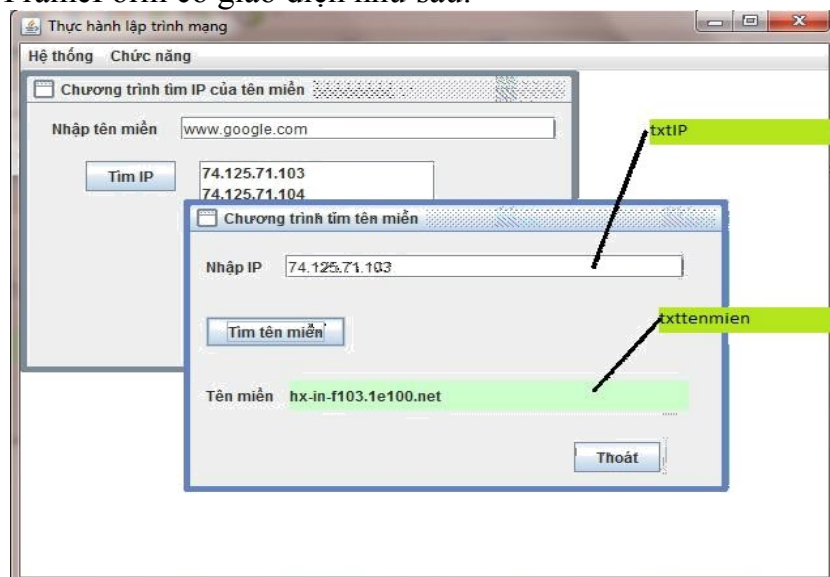 FrameForm có giao diện như sau:
Thực hành lập trình mạng
Hệ thống Chức năng
Chương trình tìm IP của tên miền
Nhập tên miền www.google.com
txtIP
Tìm IP 74.125.71.103
74.125.71.104
Chương trình tìm tên miền
Nhập IP 74.125.71.103
txttenmien
Tìm tên miền
Tên miền hx-in-f103.1e100.net
Thoát